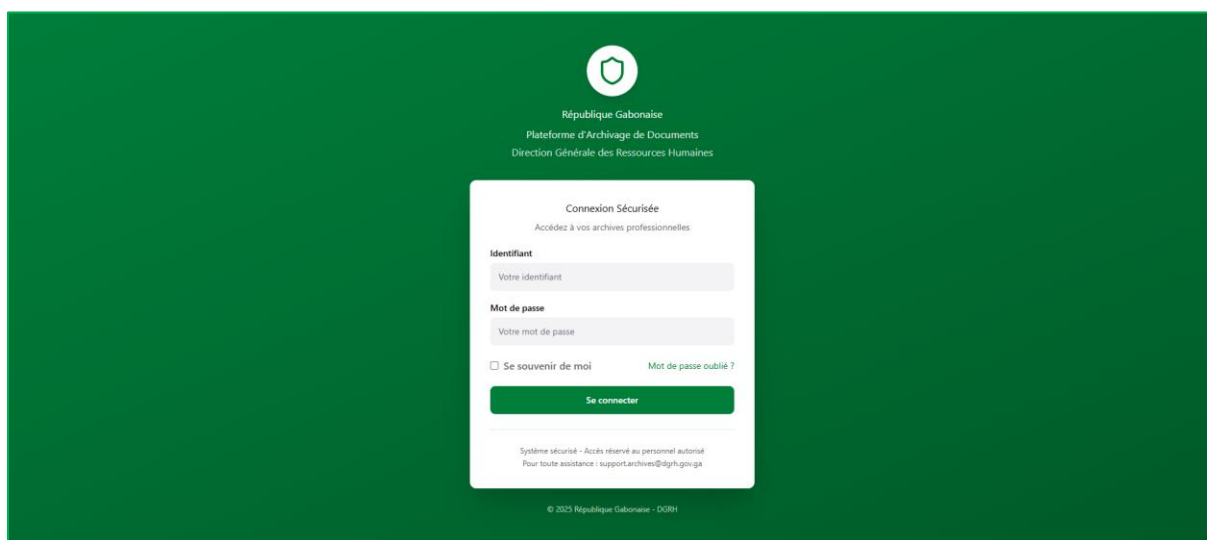 République Gabonaise
Plateforme d'Archivage de Documents
Direction Générale des Ressources Humaines
Connexion Sécurisée
Accédez à vos archives professionnelles
Identifiant
Votre identifiant
Mot de passe
Votre mot de passe
Se souvenir de moi Mot de passe oublié ?
Se connecter
Système sécurisé - Accès réservé au personnel autorisé
Pour toute assistance : support.archives@dgrh.gov.ga
© 2025 République Gabonaise - DGRH